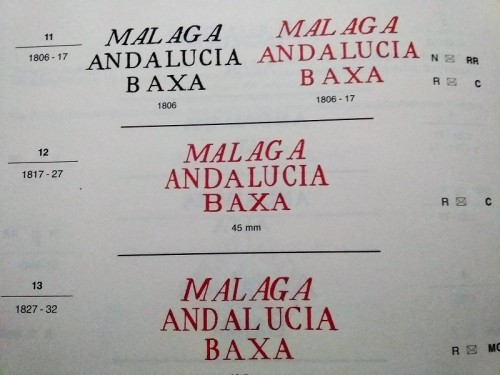 11
1806 - 17
MALAGA
ANDALUCIA
BAXA
1806
MALAGA
ANDALUCIA
BAXA
1806 - 17
N RR
R C
12
1817 - 27
MALAGA
ANDALUCIA
BAXA
45 mm
R C
13
1827 - 32
MALAGA
ANDALUCIA
BAXA
R